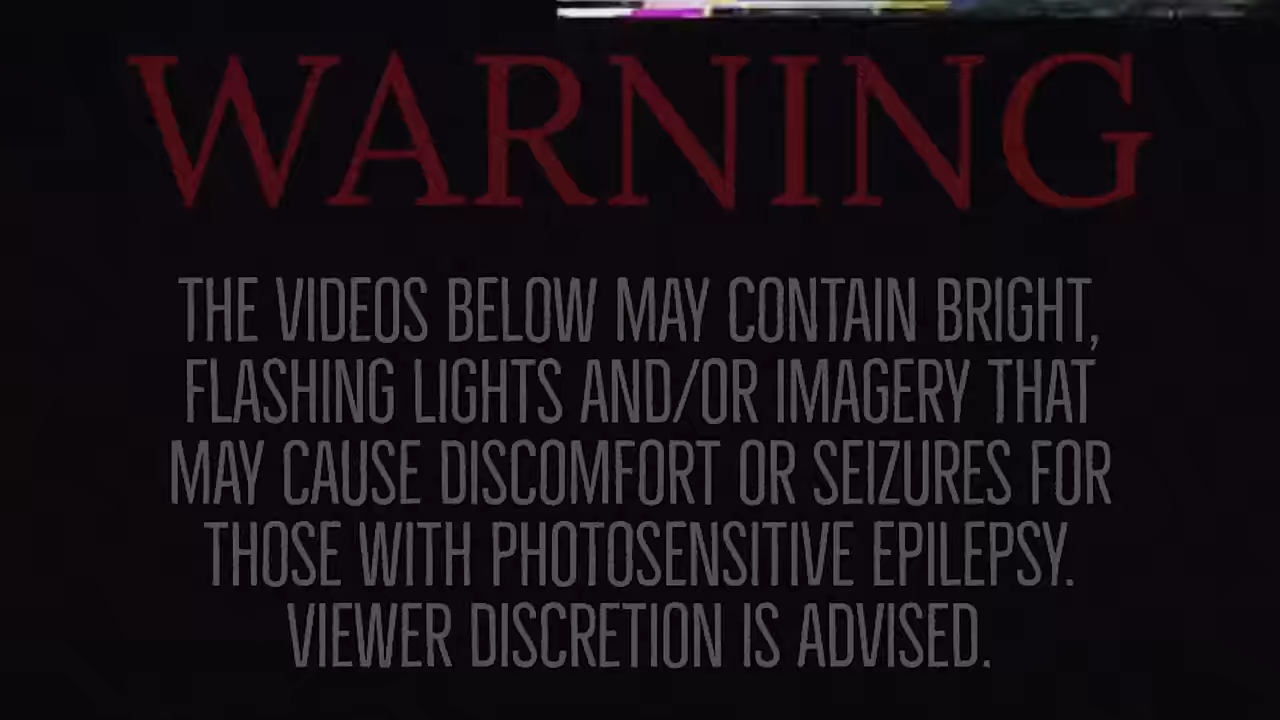 WARNING
THE VIDEOS BELOW MAY CONTAIN BRIGHT,
FLASHING LIGHTS AND/OR IMAGERY THAT
MAY CAUSE DISCOMFORT OR SEIZURES FOR
THOSE WITH PHOTOSENSITIVE EPILEPSY.
VIEWER DISCRETION IS ADVISED.